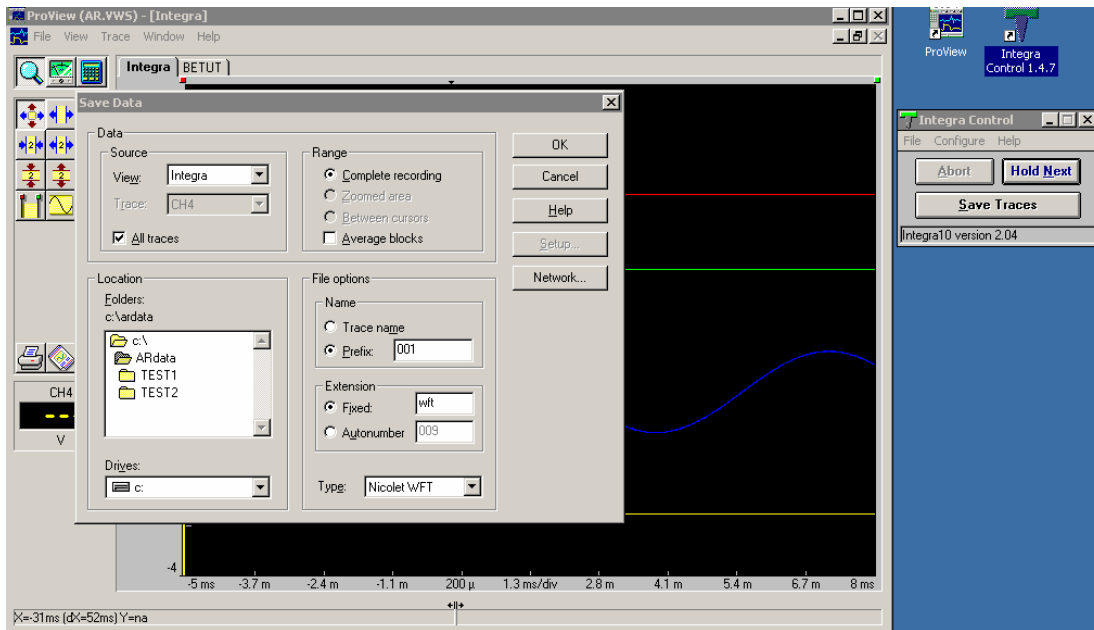 ProView (AR.VWS) - [Integra]
File View Trace Window Help
Integra BETUT
Save Data
Data
Source
View: Integra
Trace: CH4
All traces
Range
Complete recording
Zoomed area
Between cursors
Average blocks
OK
Cancel
Help
Setup...
Network...
Location
Folders:
c:\ardata
c:\
ARdata
TEST1
TEST2
Drives:
c:
File options
Name
Trace name
Prefix: 001
Extension
Fixed: wft
Autonumber 009
Type: Nicolet WFT
2 2
2 2
CH4
--
V
-4
-5 ms -3.7 m -2.4 m -1.1 m 200 µ 1.3 ms/div 2.8 m 4.1 m 5.4 m 6.7 m 8 ms
X=-31ms (dX=52ms) Y=na
ProView
Integra
Control 1.4.7
Integra Control
File Configure Help
Abort Hold Next
Save Traces
Integra10 version 2.04